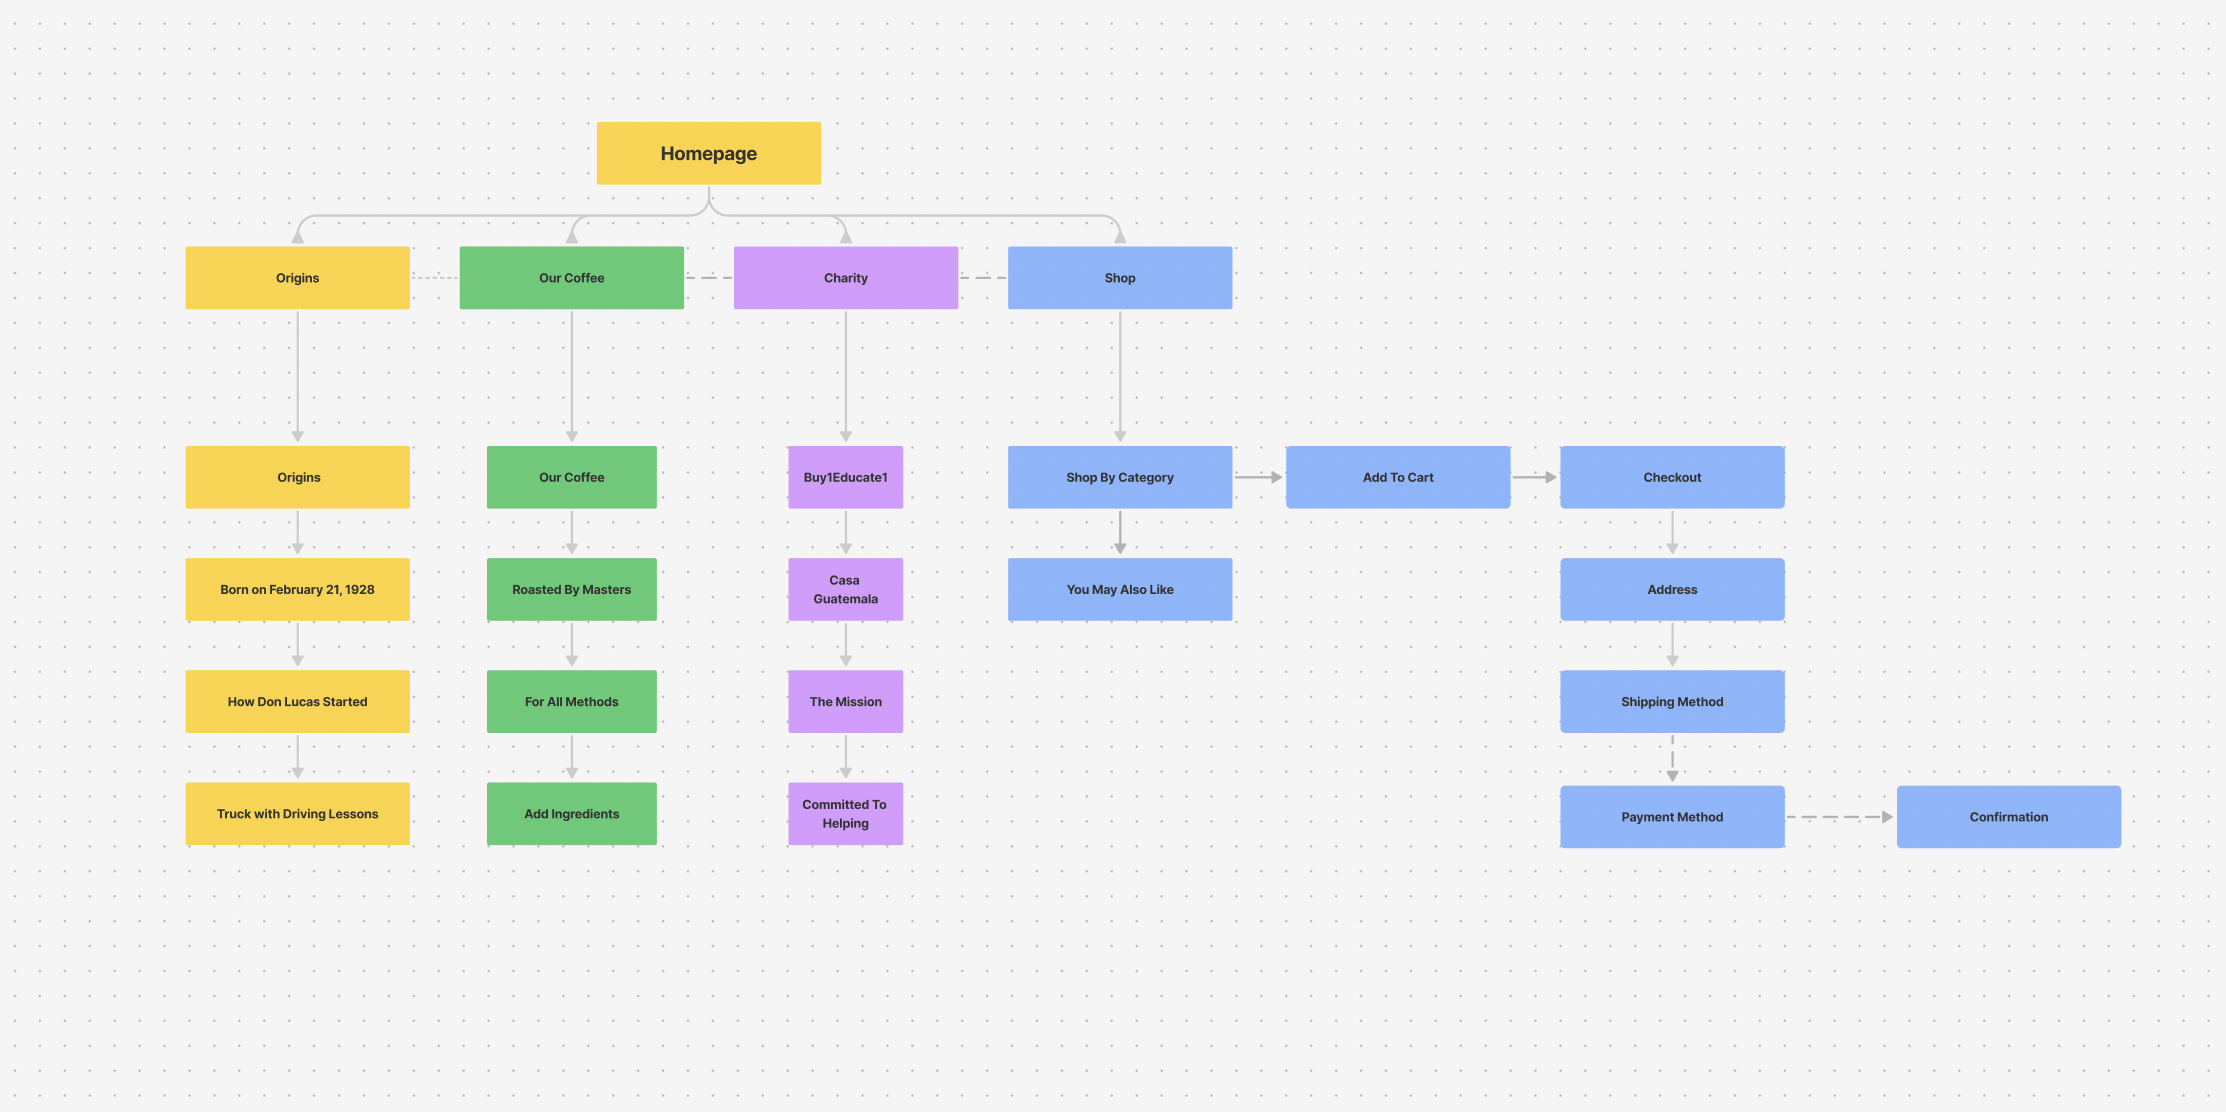 Homepage
Origins
Our Coffee
Charity
Shop
Origins
Our Coffee
Buy1Educate1
Shop By Category
Add To Cart
Checkout
Born on February 21, 1928
Roasted By Masters
Casa
Guatemala
You May Also Like
Address
How Don Lucas Started
For All Methods
The Mission
Shipping Method
Truck with Driving Lessons
Add Ingredients
Committed To
Helping
Payment Method
Confirmation